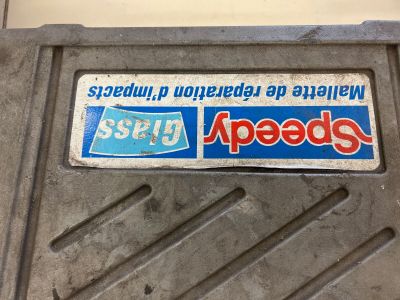 Speedy Glass
Mallette de réparation d'impacts